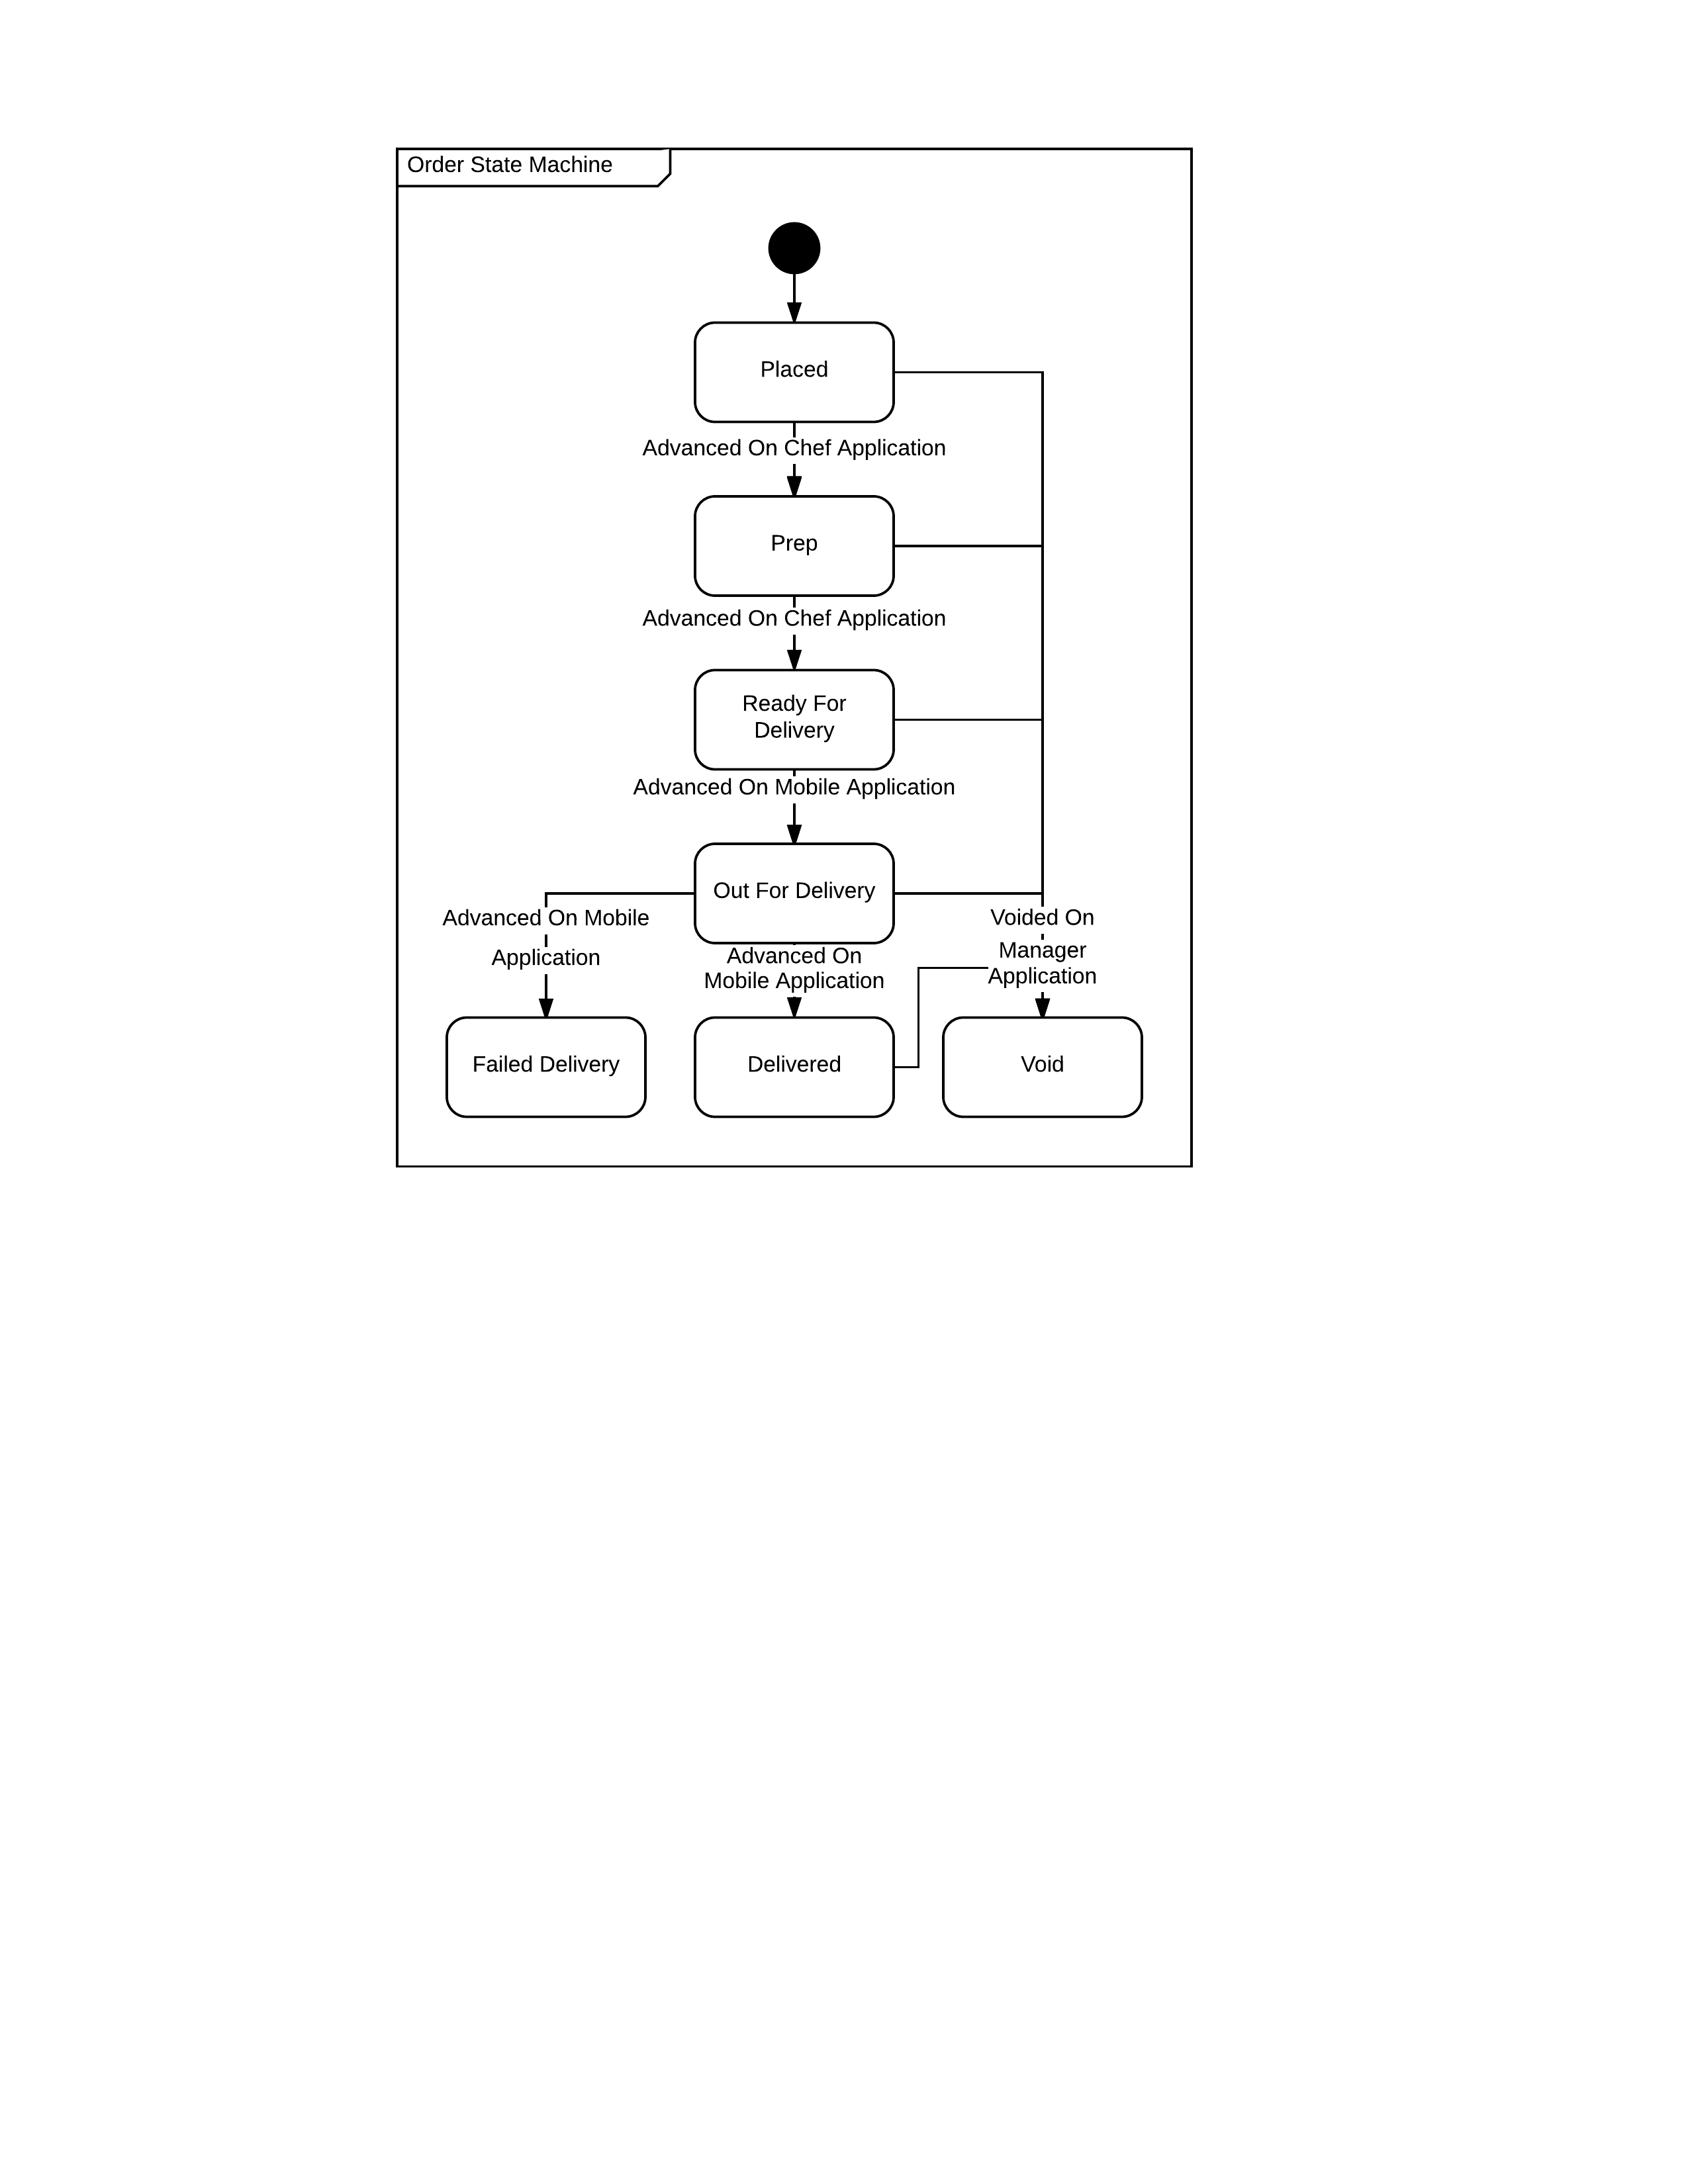 Order State Machine
Placed
Advanced On Chef Application
Prep
Advanced On Chef Application
Ready For
Delivery
Advanced On Mobile Application
Out For Delivery
Advanced On Mobile
Application
Advanced On
Mobile Application
Voided On
Manager
Application
Failed Delivery
Delivered
Void